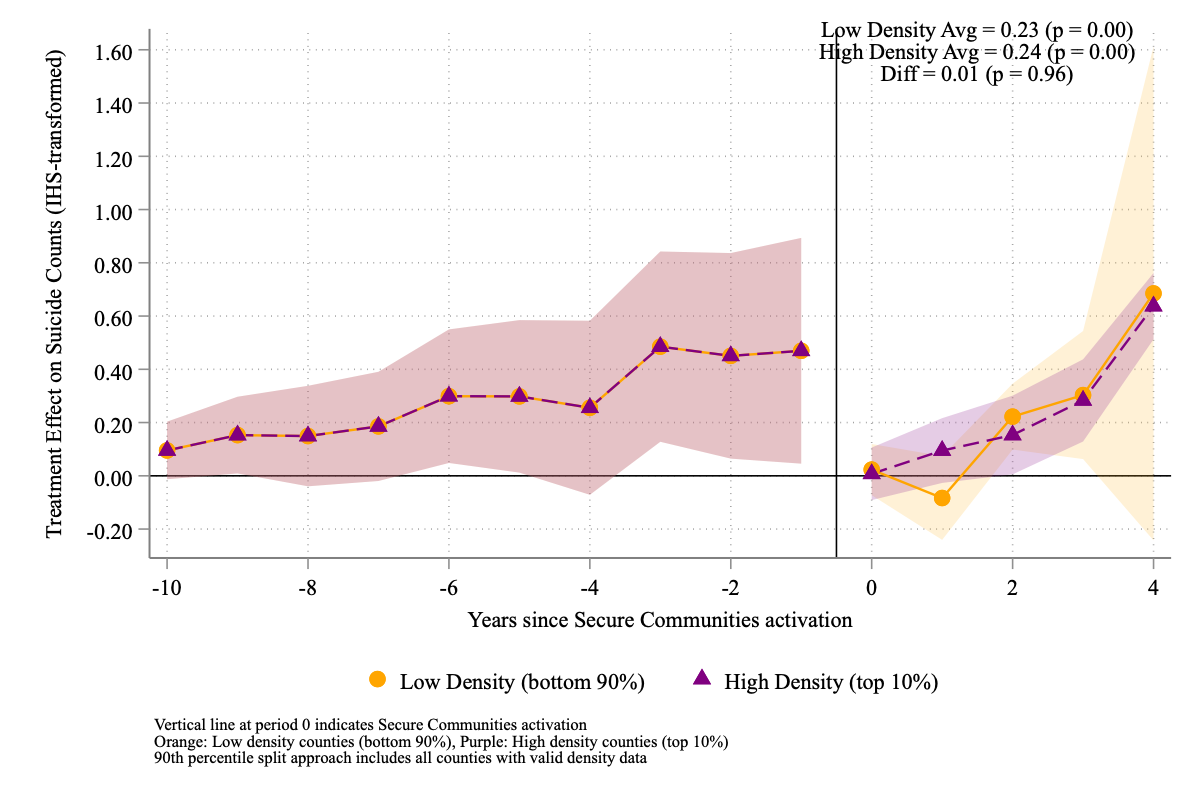 Low Density Avg = 0.23 (p = 0.00)
High Density Avg = 0.24 (p = 0.00)
Diff = 0.01 (p = 0.96)
Treatment Effect on Suicide Counts (IHS-transformed)
1.60
1.40
1.20
1.00
0.80
0.60
0.40
0.20
0.00
-0.20
-10 -8 -6 -4 -2 0 2 4
Years since Secure Communities activation
Low Density (bottom 90%) High Density (top 10%)
Vertical line at period 0 indicates Secure Communities activation
Orange: Low density counties (bottom 90%), Purple: High density counties (top 10%)
90th percentile split approach includes all counties with valid density data